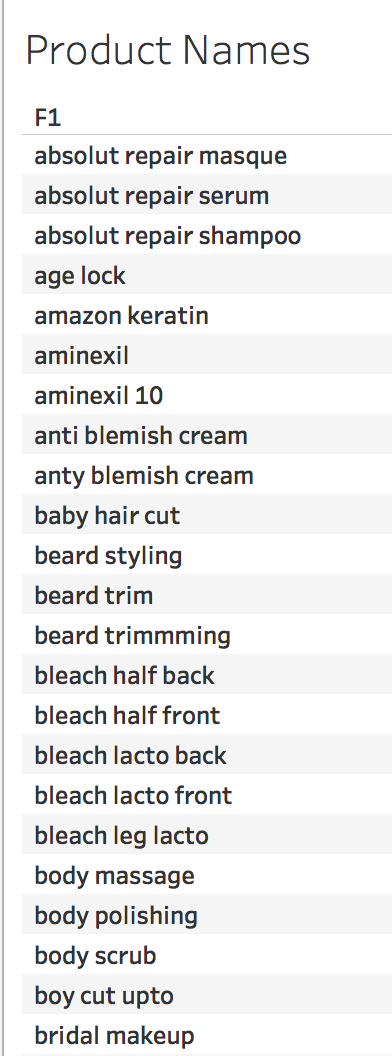 Product Names
F1
absolut repair masque
absolut repair serum
absolut repair shampoo
age lock
amazon keratin
aminexil
aminexil 10
anti blemish cream
anty blemish cream
baby hair cut
beard styling
beard trim
beard trimmming
bleach half back
bleach half front
bleach lacto back
bleach lacto front
bleach leg lacto
body massage
body polishing
body scrub
boy cut upto
bridal makeup